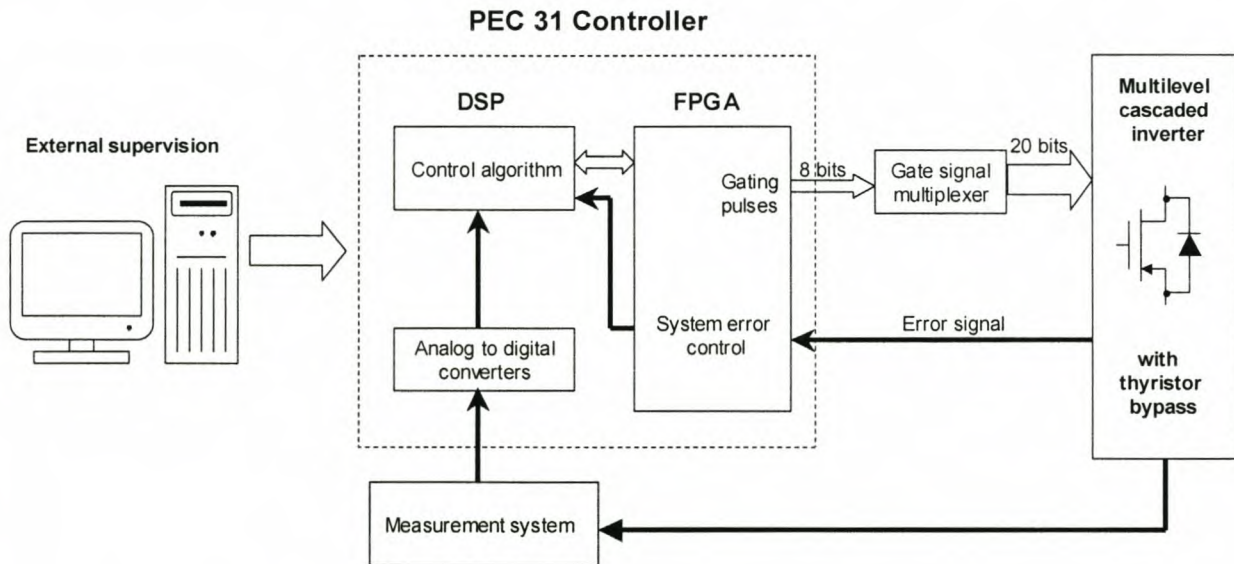 PEC 31 Controller
External supervision
DSP
FPGA
Control algorithm
Gating
pulses
8 bits
Gate signal
multiplexer
20 bits
Multilevel
cascaded
inverter
System error
control
Error signal
Analog to digital
converters
with
thyristor
bypass
Measurement system